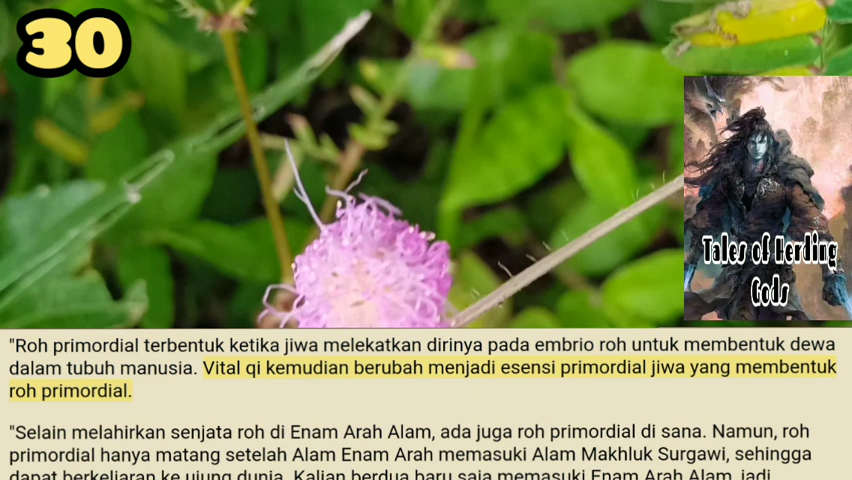 30
Tales of Herding
Gods
"Roh primordial terbentuk ketika jiwa melekatkan dirinya pada embrio roh untuk membentuk dewa
dalam tubuh manusia. Vital qi kemudian berubah menjadi esensi primordial jiwa yang membentuk
roh primordial.
"Selain melahirkan senjata roh di Enam Arah Alam, ada juga roh primordial di sana. Namun, roh
primordial hanya matang setelah Alam Enam Arah memasuki Alam Makhluk Surgawi, sehingga
dapat berkeliaran ke ujung dunia. Kalian berdua baru saja memasuki Enam Arah Alam, jadi